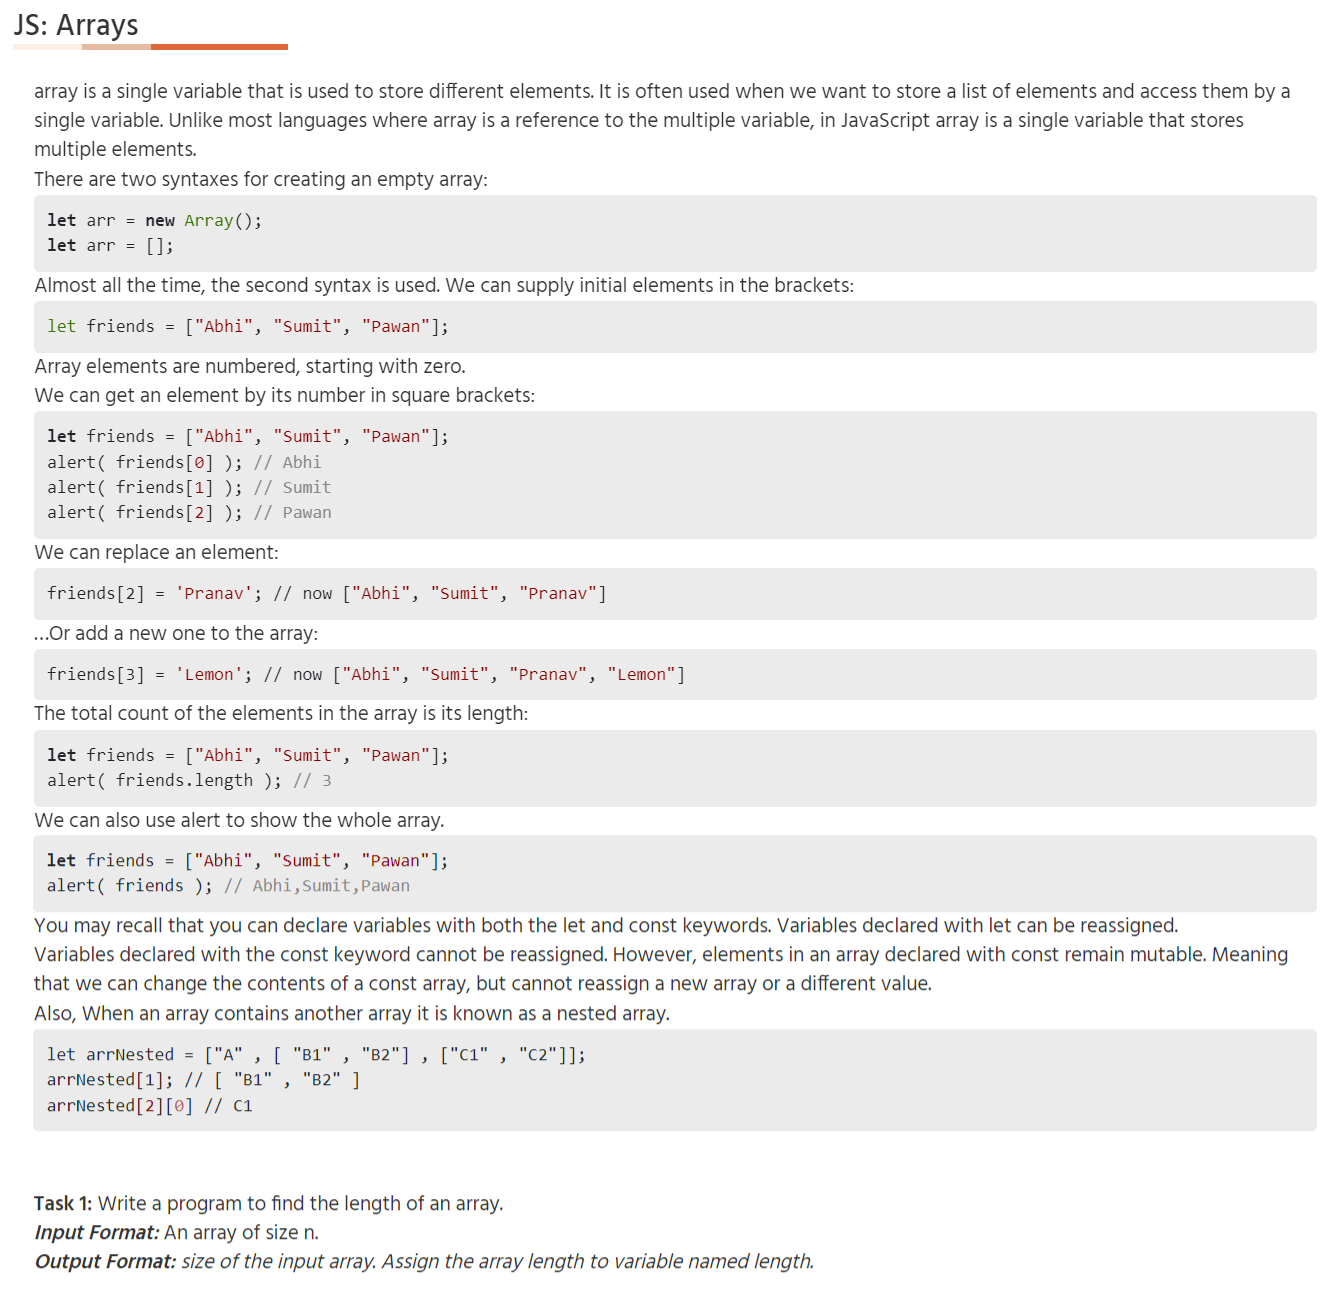 JS: Arrays
array is a single variable that is used to store different elements. It is often used when we want to store a list of elements and access them by a
single variable. Unlike most languages where array is a reference to the multiple variable, in JavaScript array is a single variable that stores
multiple elements.
There are two syntaxes for creating an empty array:
let arr = new Array();
let arr = [];
Almost all the time, the second syntax is used. We can supply initial elements in the brackets:
let friends = ["Abhi", "Sumit", "Pawan"];
Array elements are numbered, starting with zero.
We can get an element by its number in square brackets:
let friends = ["Abhi", "Sumit", "Pawan"];
alert( friends[0] ); // Abhi
alert( friends[1] ); // Sumit
alert( friends[2] ); // Pawan
We can replace an element:
friends[2] = 'Pranav'; // now ["Abhi", "Sumit", "Pranav"]
…Or add a new one to the array:
friends[3] = 'Lemon'; // now ["Abhi", "Sumit", "Pranav", "Lemon"]
The total count of the elements in the array is its length:
let friends = ["Abhi", "Sumit", "Pawan"];
alert( friends.length ); // 3
We can also use alert to show the whole array.
let friends = ["Abhi", "Sumit", "Pawan"];
alert( friends ); // Abhi,Sumit,Pawan
You may recall that you can declare variables with both the let and const keywords. Variables declared with let can be reassigned.
Variables declared with the const keyword cannot be reassigned. However, elements in an array declared with const remain mutable. Meaning
that we can change the contents of a const array, but cannot reassign a new array or a different value.
Also, When an array contains another array it is known as a nested array.
let arrNested = ["A" , [ "B1" , "B2"] , ["C1" , "C2"]];
arrNested[1]; // [ "B1" , "B2" ]
arrNested[2][0] // C1
Task 1: Write a program to find the length of an array.
Input Format: An array of size n.
Output Format: size of the input array. Assign the array length to variable named length.